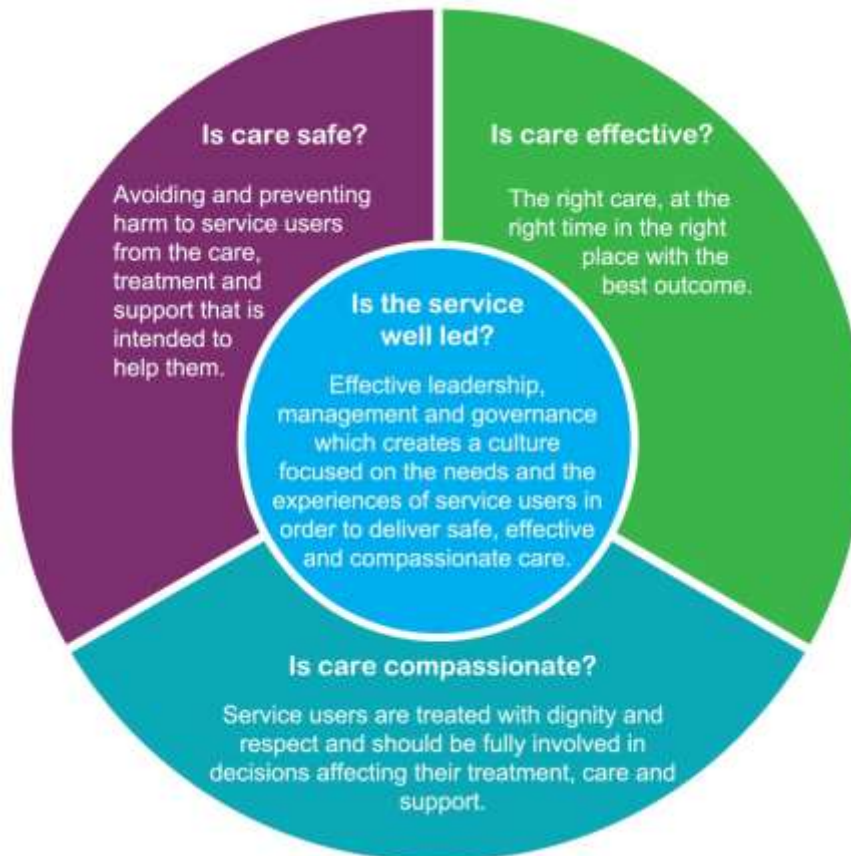 Is care safe?
Avoiding and preventing
harm to service users
from the care,
treatment and
support that is
intended to
help them.
Is care effective?
The right care, at the
right time in the right
place with the
best outcome.
Is the service
well led?
Effective leadership,
management and governance
which creates a culture
focused on the needs and the
experiences of service users in
order to deliver safe, effective
and compassionate care.
Is care compassionate?
Service users are treated with dignity and
respect and should be fully involved in
decisions affecting their treatment, care and
support.